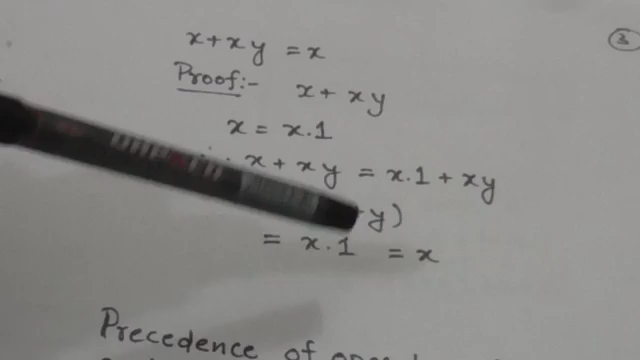 x+xy = x
3
Proof:- x + xy
x = x.1
∴ x + xy = x.1 + xy
y)
= x.1 = x
Precedence of